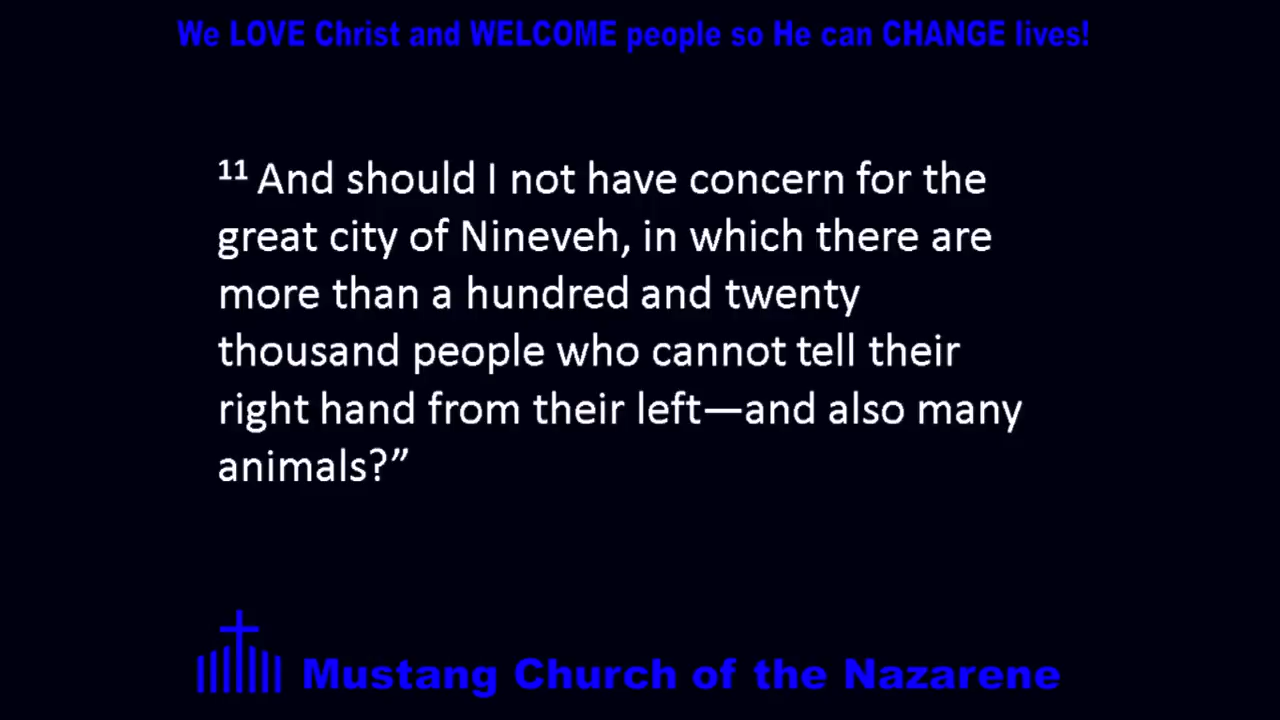 We LOVE Christ and WELCOME people so He can CHANGE lives!
11 And should I not have concern for the
great city of Nineveh, in which there are
more than a hundred and twenty
thousand people who cannot tell their
right hand from their left—and also many
animals?”
Mustang Church of the Nazarene